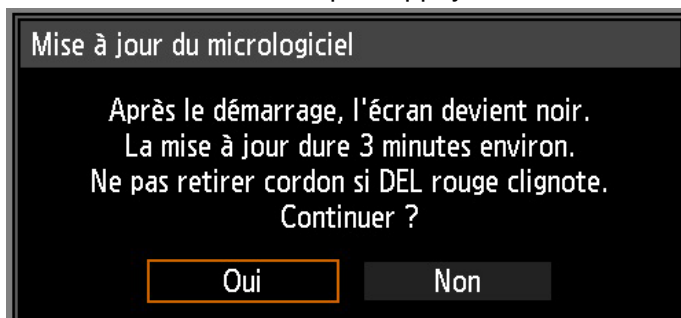 Mise à jour du micrologiciel
Après le démarrage, l'écran devient noir.
La mise à jour dure 3 minutes environ.
Ne pas retirer cordon si DEL rouge clignote.
Continuer ?
Oui Non